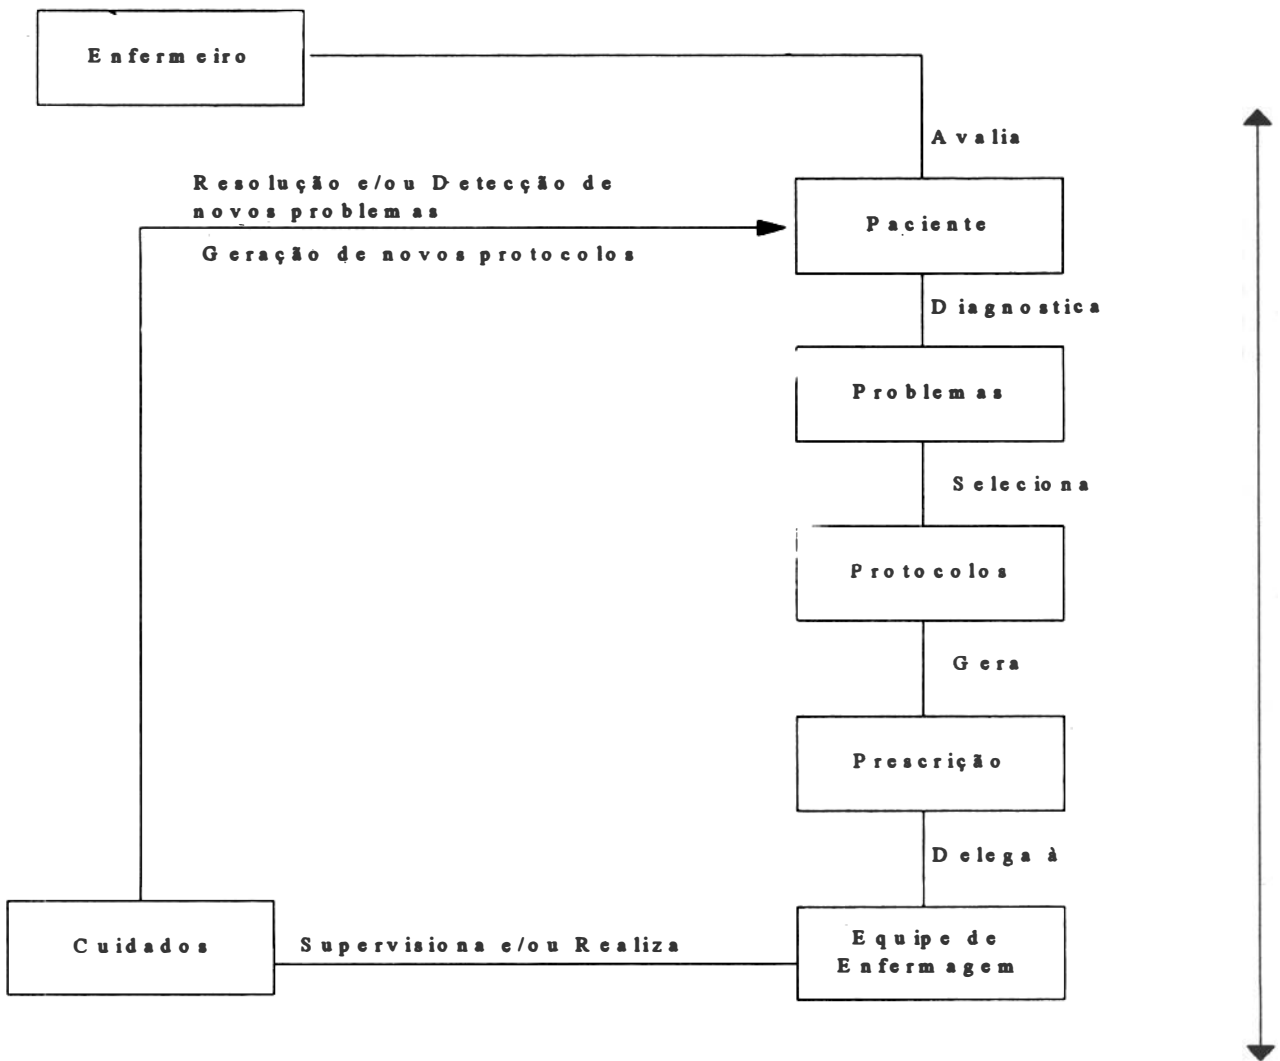 Enfermeiro
Avalia
Resolução e/ou Detecção de
novos problemas
Paciente
Geração de novos protocolos
Diagnostica
Problemas
Seleciona
Protocolos
Gera
Prescrição
Delega à
Equipe de
Enfermagem
Cuidados
Supervisiona e/ou Realiza